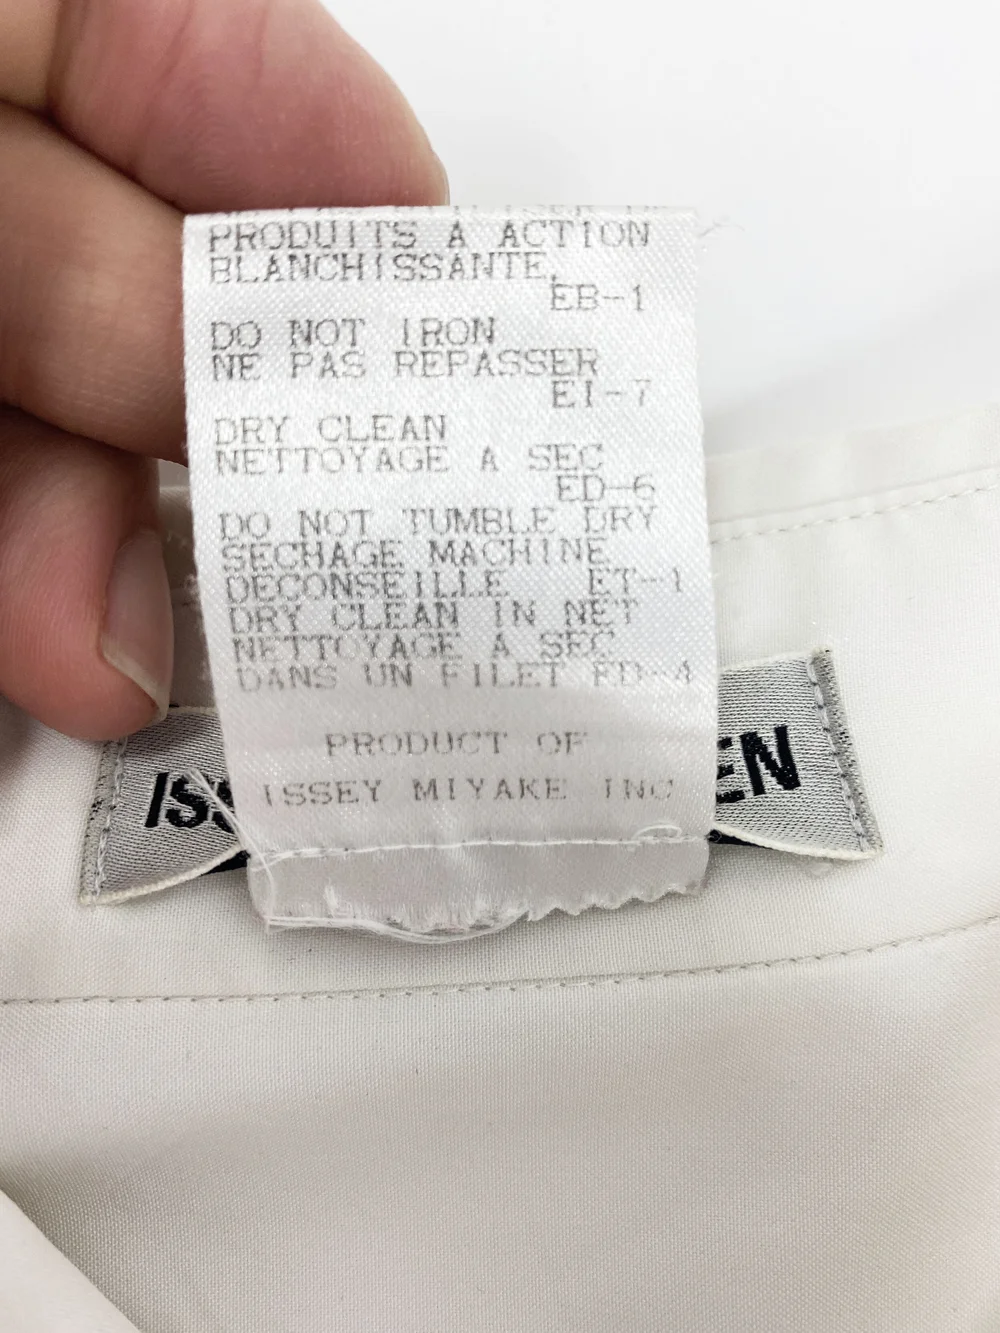 PRODUITS A ACTION
BLANCHISSANTE.
EB-1
DO NOT IRON
NE PAS REPASSER
EI-7
DRY CLEAN
NETTOYAGE A SEC
ED-6
DO NOT TUMBLE DRY
SECHAGE MACHINE
DECONSEILLE ET-1
DRY CLEAN IN NET
NETTOYAGE A SEC
DANS UN FILET ED-4
PRODUCT OF
ISSEY MIYAKE INC